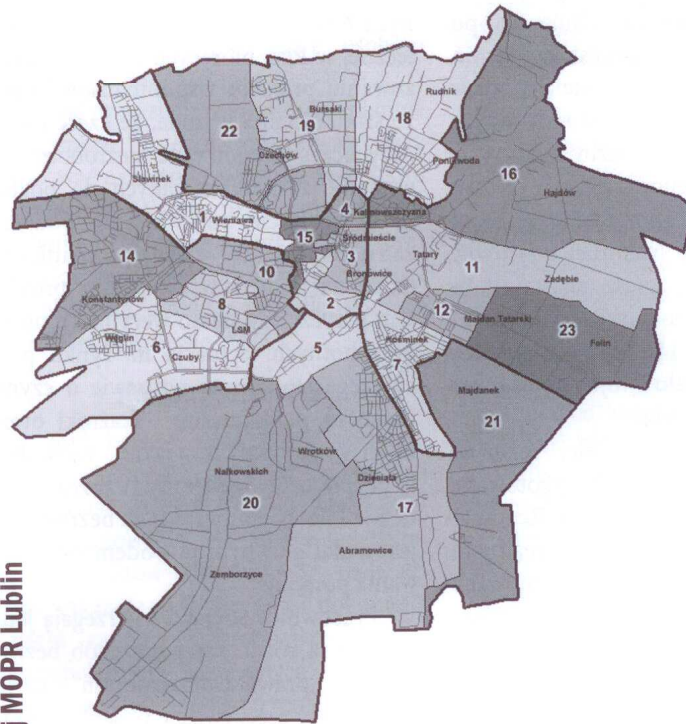 Rudnik
Bursaki
18
19
22
Czechów
Ponikwoda
16
Sławinek
Hajdów
4
Kalinowszczyzna
1
Wieniawa
15
Śródmieście
14
3
Tatary
10
Bronowice
11
Zadębie
Konstantynów
8
2
12
Majdan Tatarski
23
Węglin
LSM
Kośminek
Felin
6
Czuby
5
7
Majdanek
21
Wrotków
Nałkowskich
Dziesiąta
20
17
Abramowice
Zemborzyce
j MOPR Lublin